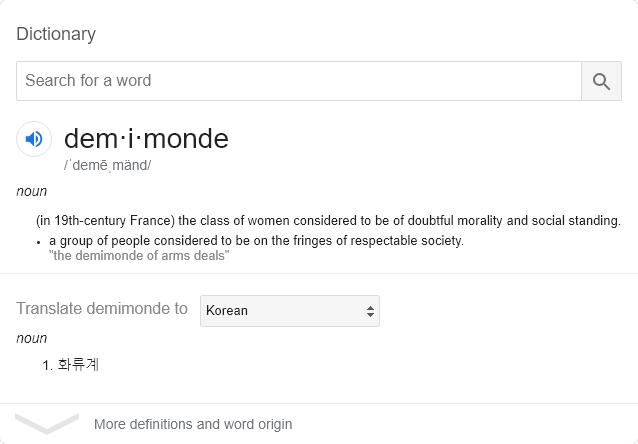 Dictionary
Search for a word
dem·i·monde
/ˈdemēˌmänd/
noun
(in 19th-century France) the class of women considered to be of doubtful morality and social standing.
• a group of people considered to be on the fringes of respectable society.
"the demimonde of arms deals"
Translate demimonde to Korean
noun
1. 화류계
More definitions and word origin